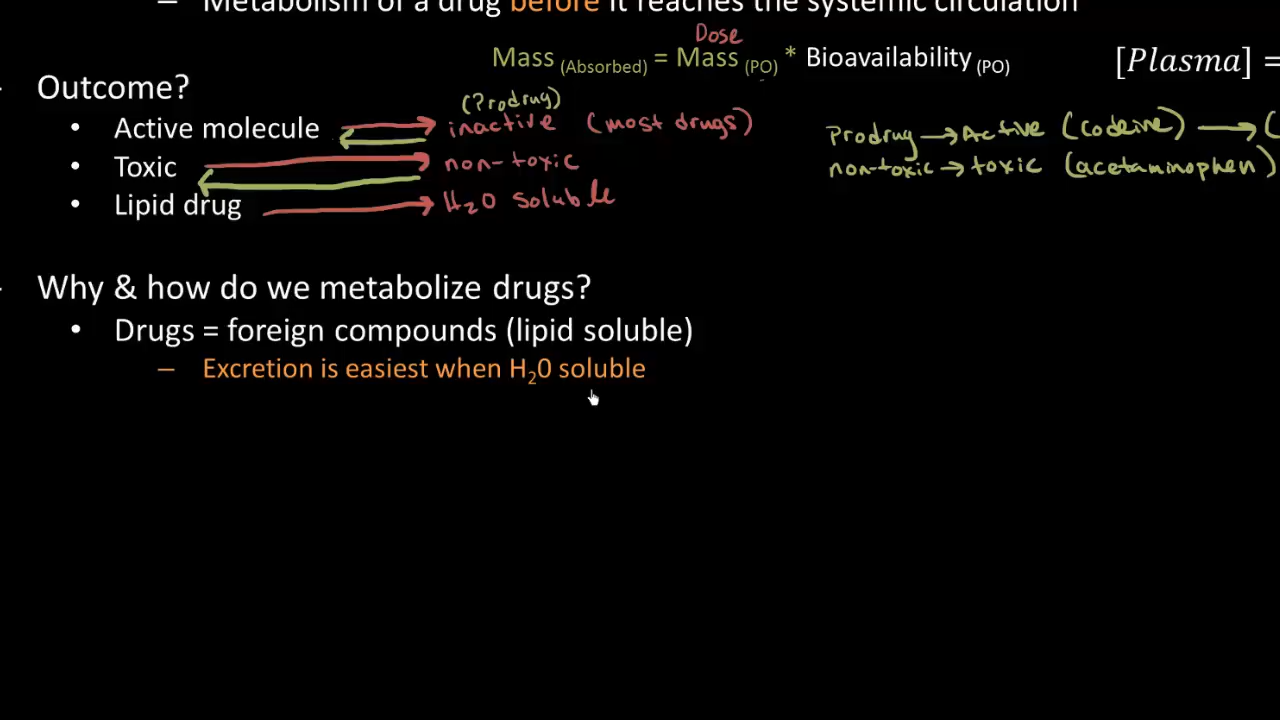 – Metabolism of a drug before it reaches the systemic circulation
Dose
Mass (Absorbed) = Mass (PO) * Bioavailability (PO)
[Plasma] =
- Outcome?
(Prodrug)
• Active molecule
inactive (most drugs)
Prodrug → Active (codeine) → (
• Toxic
non-toxic
non-toxic → toxic (acetaminophen)
• Lipid drug
H₂O soluble
- Why & how do we metabolize drugs?
• Drugs = foreign compounds (lipid soluble)
– Excretion is easiest when H₂0 soluble